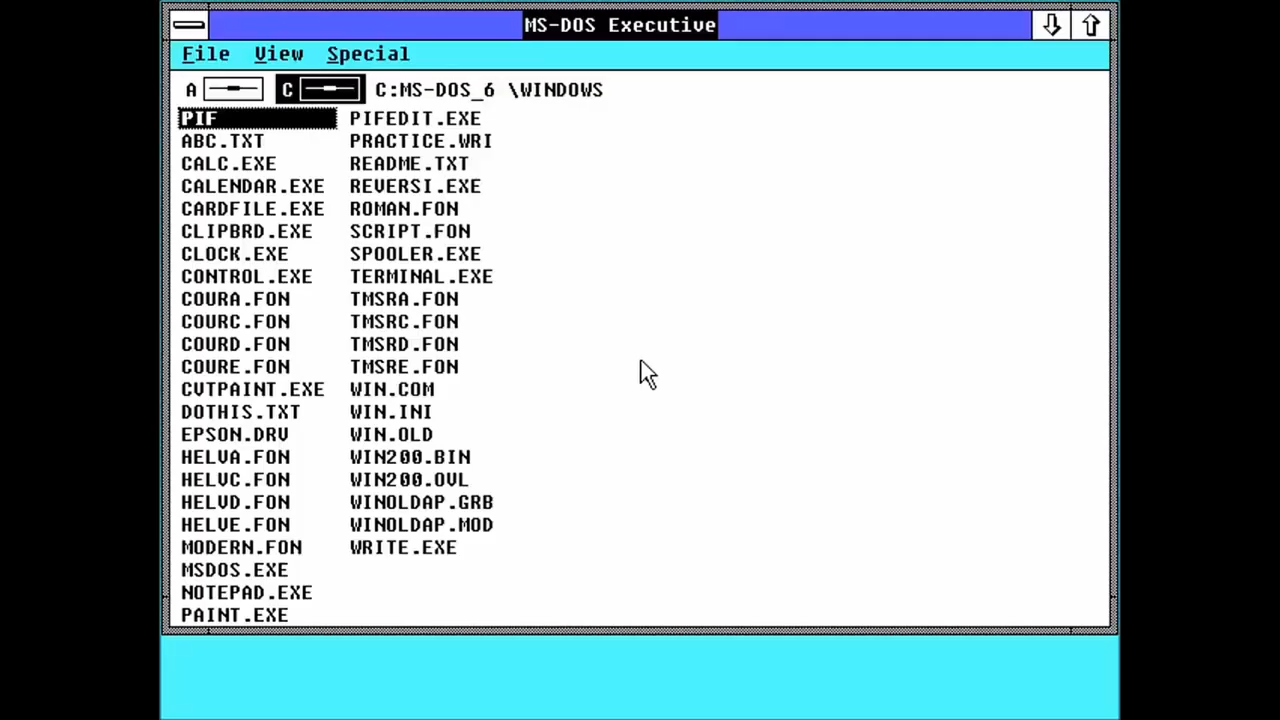 MS-DOS Executive
File View Special
A C C:MS-DOS_6 \WINDOWS
PIF PIFEDIT.EXE
ABC.TXT PRACTICE.WRI
CALC.EXE README.TXT
CALENDAR.EXE REVERSI.EXE
CARDFILE.EXE ROMAN.FON
CLIPBRD.EXE SCRIPT.FON
CLOCK.EXE SPOOLER.EXE
CONTROL.EXE TERMINAL.EXE
COURA.FON TMSRA.FON
COURC.FON TMSRC.FON
COURD.FON TMSRD.FON
COURE.FON TMSRE.FON
CVTPAINT.EXE WIN.COM
DOTHIS.TXT WIN.INI
EPSON.DRV WIN.OLD
HELVA.FON WIN200.BIN
HELVC.FON WIN200.OVL
HELVD.FON WINOLDAP.GRB
HELVE.FON WINOLDAP.MOD
MODERN.FON WRITE.EXE
MSDOS.EXE
NOTEPAD.EXE
PAINT.EXE